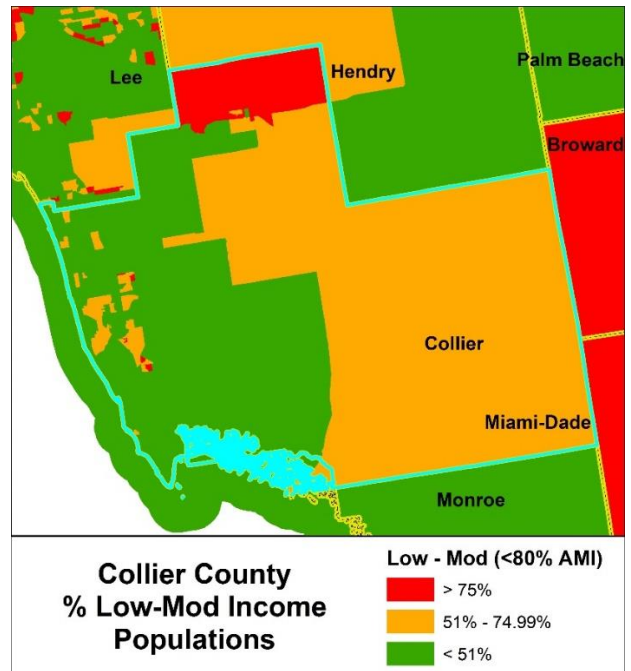 Palm Beach
Lee
Hendry
Broward
Collier
Miami-Dade
Monroe
Collier County
% Low-Mod Income
Populations
Low - Mod (<80% AMI)
> 75%
51% - 74.99%
< 51%